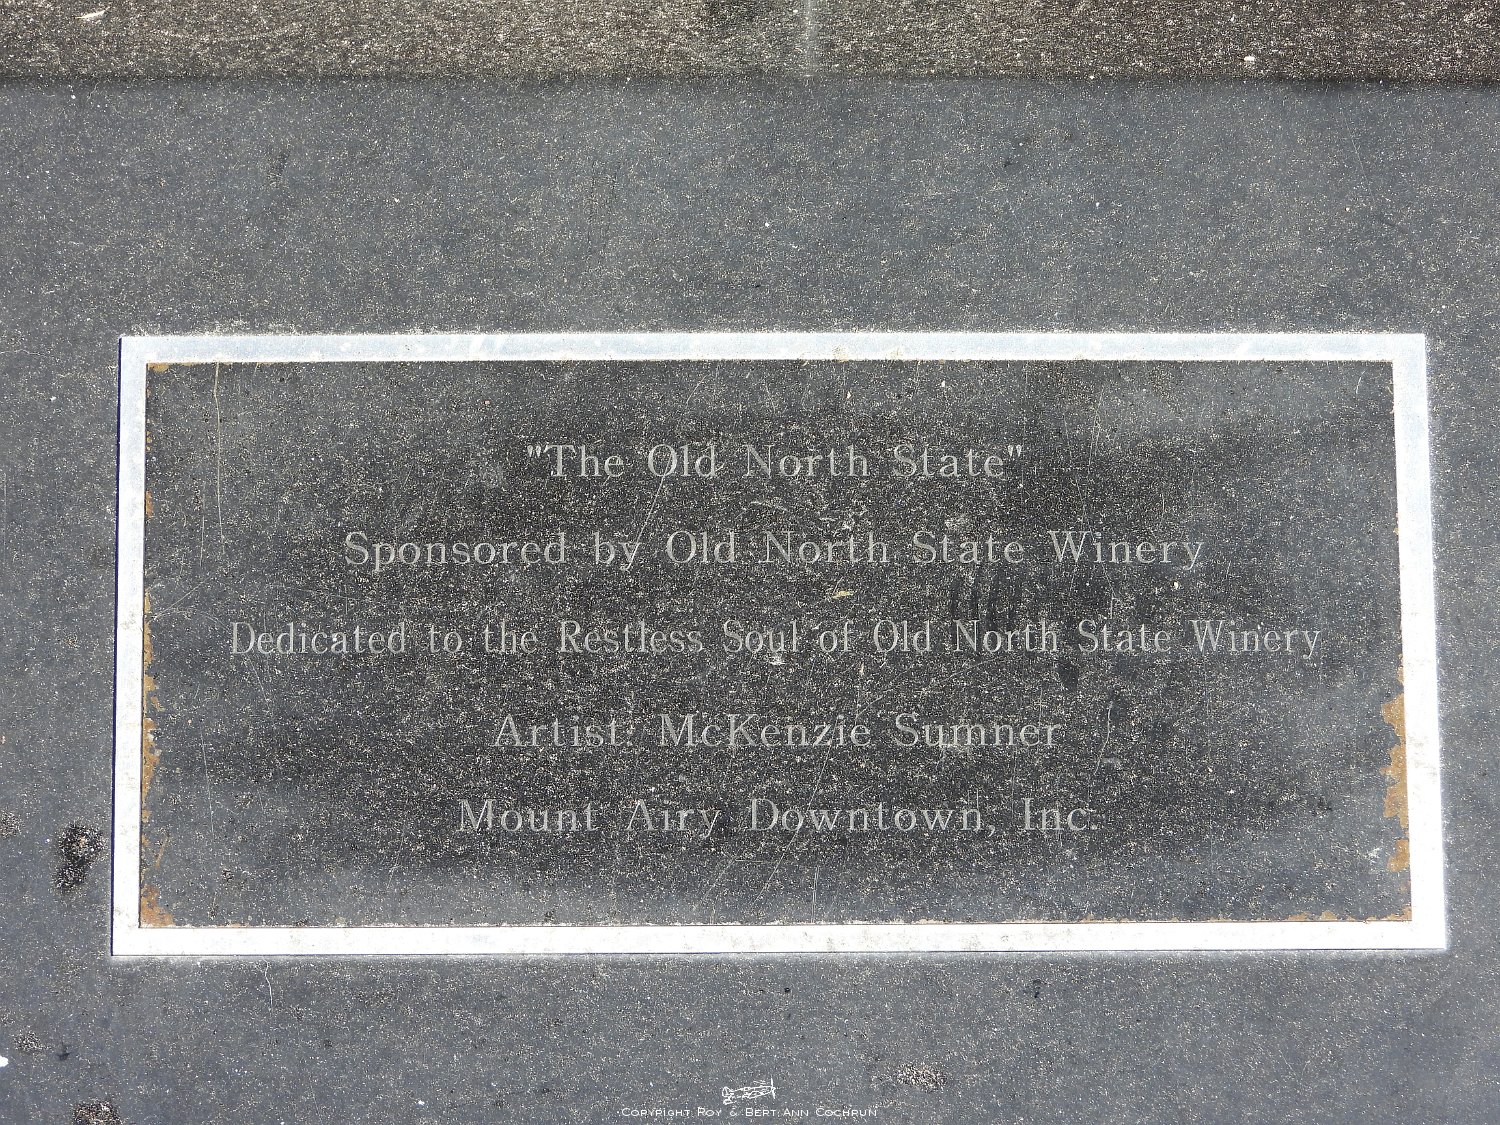 "The Old North State"
Sponsored by Old North State Winery
Dedicated to the Restless Soul of Old North State Winery
Artist: McKenzie Sumner
Mount Airy Downtown, Inc.
Copyright Roy & Bert Ann Cochrun